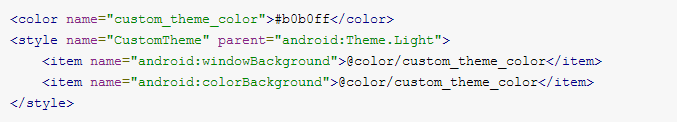 <color name="custom_theme_color">#b0b0ff</color>
<style name="CustomTheme" parent="android:Theme.Light">
    <item name="android:windowBackground">@color/custom_theme_color</item>
    <item name="android:colorBackground">@color/custom_theme_color</item>
</style>